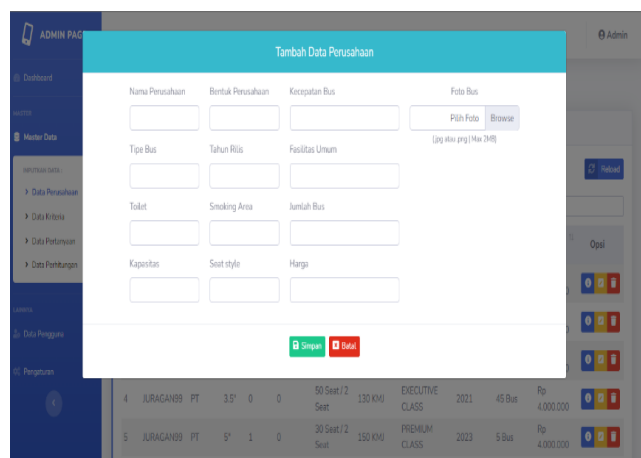 ADMIN PAG
Admin
Tambah Data Perusahaan
Dashboard
MASTER
Master Data
INPUTKAN DATA :
Data Perusahaan
Data Kriteria
Data Pertanyaan
Data Perhitungan
LAINNYA
Data Pengguna
Pengaturan
Nama Perusahaan
Bentuk Perusahaan
Kecepatan Bus
Foto Bus
Pilih Foto
Browse
(jpg atau png | Max 2MB)
Tipe Bus
Tahun Rilis
Fasilitas Umum
Toilet
Smoking Area
Jumlah Bus
Kapasitas
Seat style
Harga
Simpan
Batal
Reload
Opsi
4 JURAGAN99 PT 3.5" 0 0 50 Seat / 2 Seat 130 KMJ EXECUTIVE CLASS 2021 45 Bus Rp 4.000.000
5 JURAGAN99 PT 5" 1 0 30 Seat / 2 Seat 150 KMJ PREMIUM CLASS 2023 5 Bus Rp 4.000.000